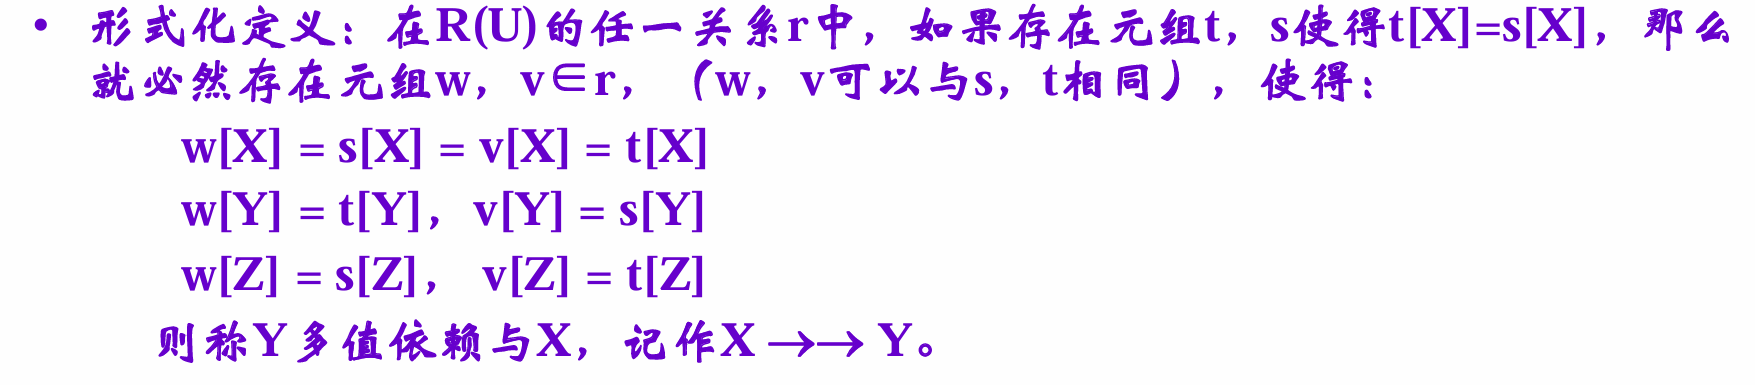 • 形式化定义：在R(U)的任一关系r中，如果存在元组t，s使得t[X]=s[X]，那么
就必然存在元组w，v∈r，（w，v可以与s，t相同），使得：
w[X] = s[X] = v[X] = t[X]
w[Y] = t[Y]，v[Y] = s[Y]
w[Z] = s[Z]， v[Z] = t[Z]
则称Y多值依赖与X，记作X →→ Y。